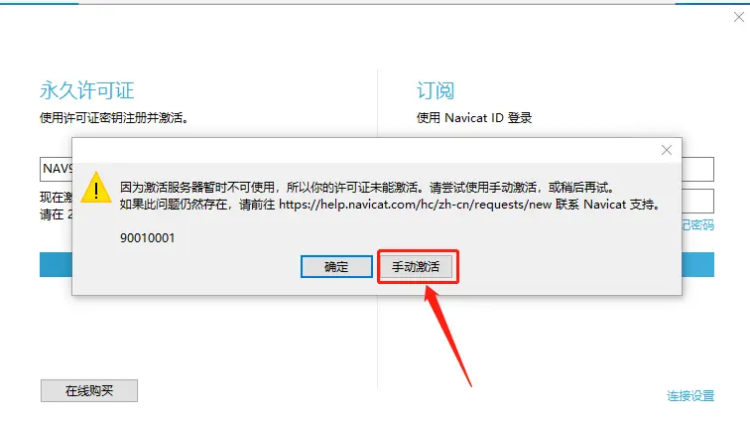 永久许可证
使用许可证密钥注册并激活。
订阅
使用 Navicat ID 登录
NAV9
现在激
请在 2
因为激活服务器暂时不可使用，所以你的许可证未能激活。请尝试使用手动激活，或稍后再试。
如果此问题仍然存在，请前往 https://help.navicat.com/hc/zh-cn/requests/new 联系 Navicat 支持。
90010001
确定
手动激活
记密码
在线购买
连接设置